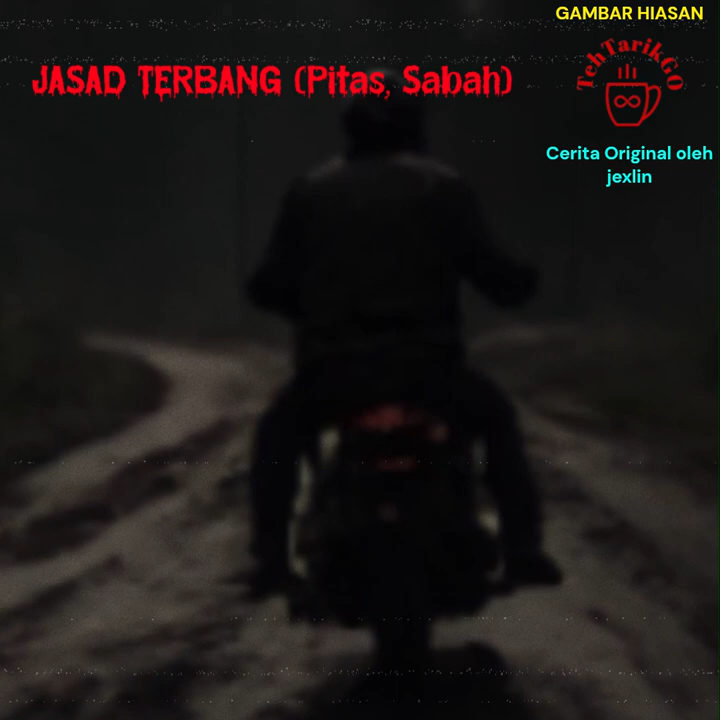 GAMBAR HIASAN
JASAD TERBANG (Pitas, Sabah)
TehTarikGO
Cerita Original oleh
jexlin